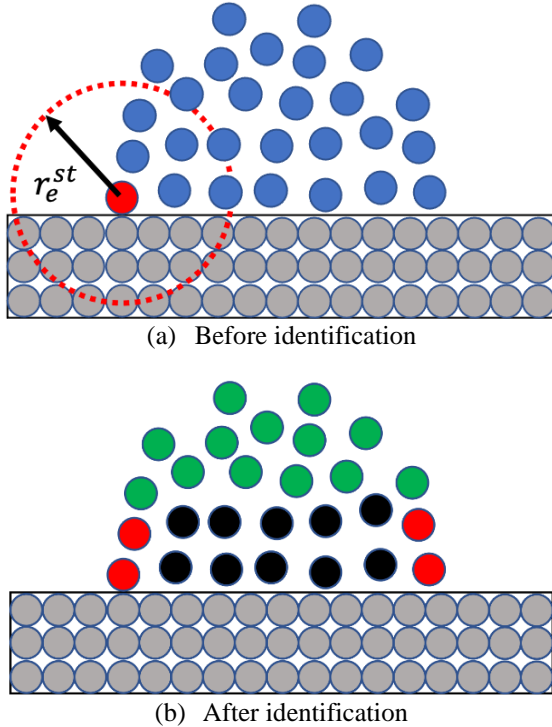 r_e^{st}
(a) Before identification
(b) After identification